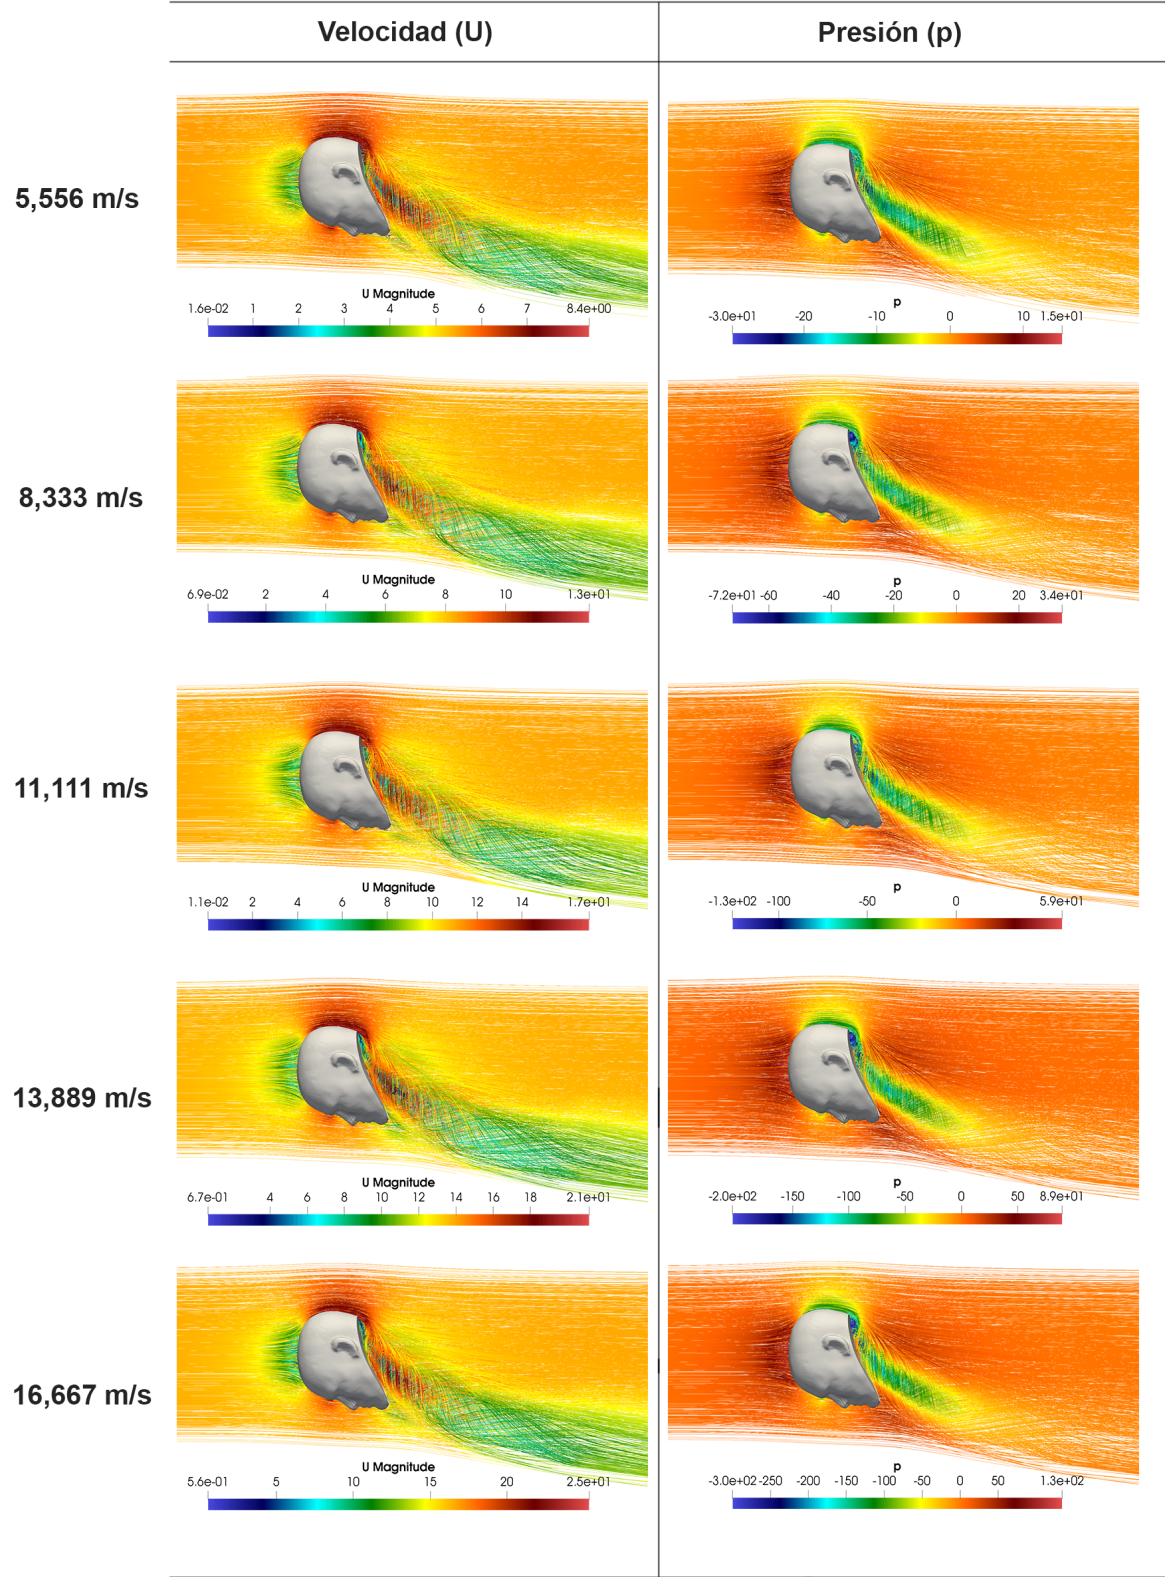 Velocidad (U) Presión (p)
5,556 m/s
U Magnitude
1.6e-02 1 2 3 4 5 6 7 8.4e+00
p
-3.0e+01 -20 -10 0 10 1.5e+01
8,333 m/s
U Magnitude
6.9e-02 2 4 6 8 10 1.3e+01
p
-7.2e+01 -60 -40 -20 0 20 3.4e+01
11,111 m/s
U Magnitude
1.1e-02 2 4 6 8 10 12 14 1.7e+01
p
-1.3e+02 -100 -50 0 5.9e+01
13,889 m/s
U Magnitude
6.7e-01 4 6 8 10 12 14 16 18 2.1e+01
p
-2.0e+02 -150 -100 -50 0 50 8.9e+01
16,667 m/s
U Magnitude
5.6e-01 5 10 15 20 2.5e+01
p
-3.0e+02 -250 -200 -150 -100 -50 0 50 1.3e+02